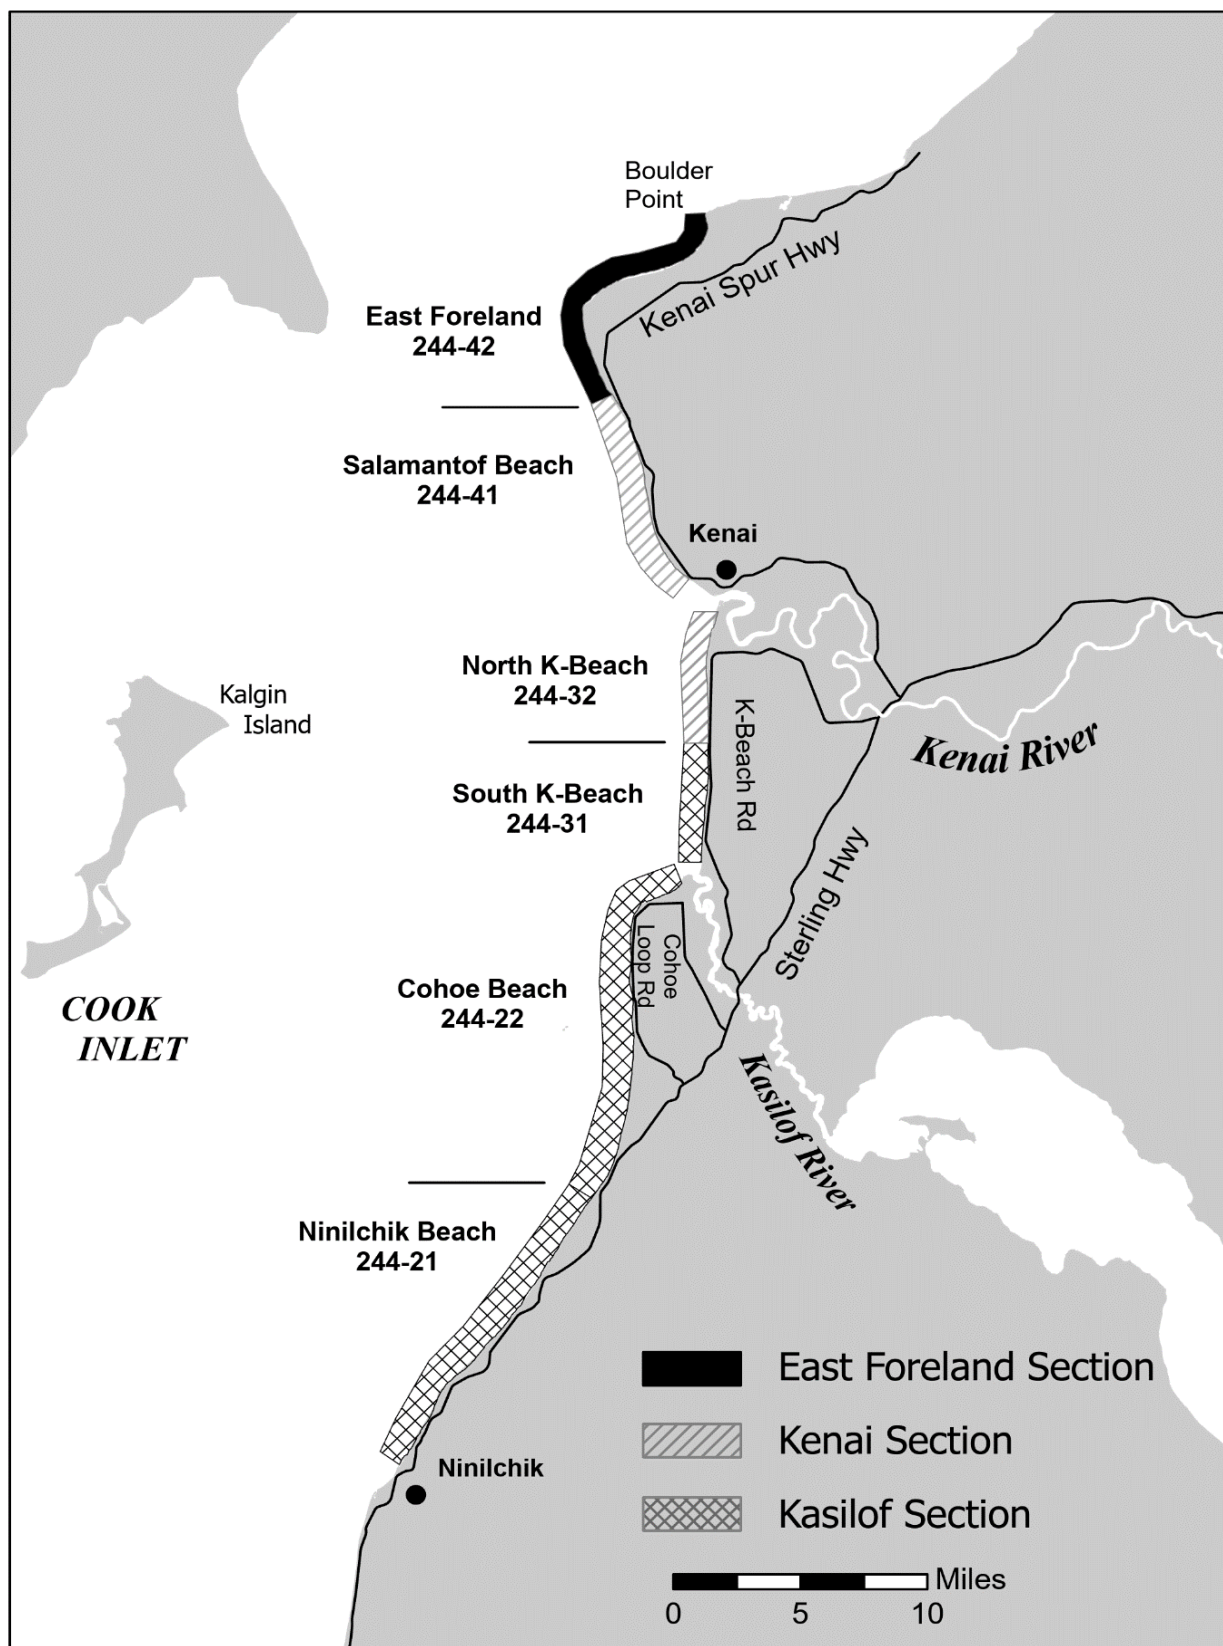 Boulder
Point
Kenai Spur Hwy
East Foreland
244-42
Salamantof Beach
244-41
Kenai
North K-Beach
244-32
Kalgin
Island
K-Beach Rd
Kenai River
South K-Beach
244-31
Sterling Hwy
Cohoe
Loop Rd
Cohoe Beach
244-22
COOK
INLET
Kasilof River
Ninilchik Beach
244-21
East Foreland Section
Kenai Section
Ninilchik
Kasilof Section
Miles
0 5 10